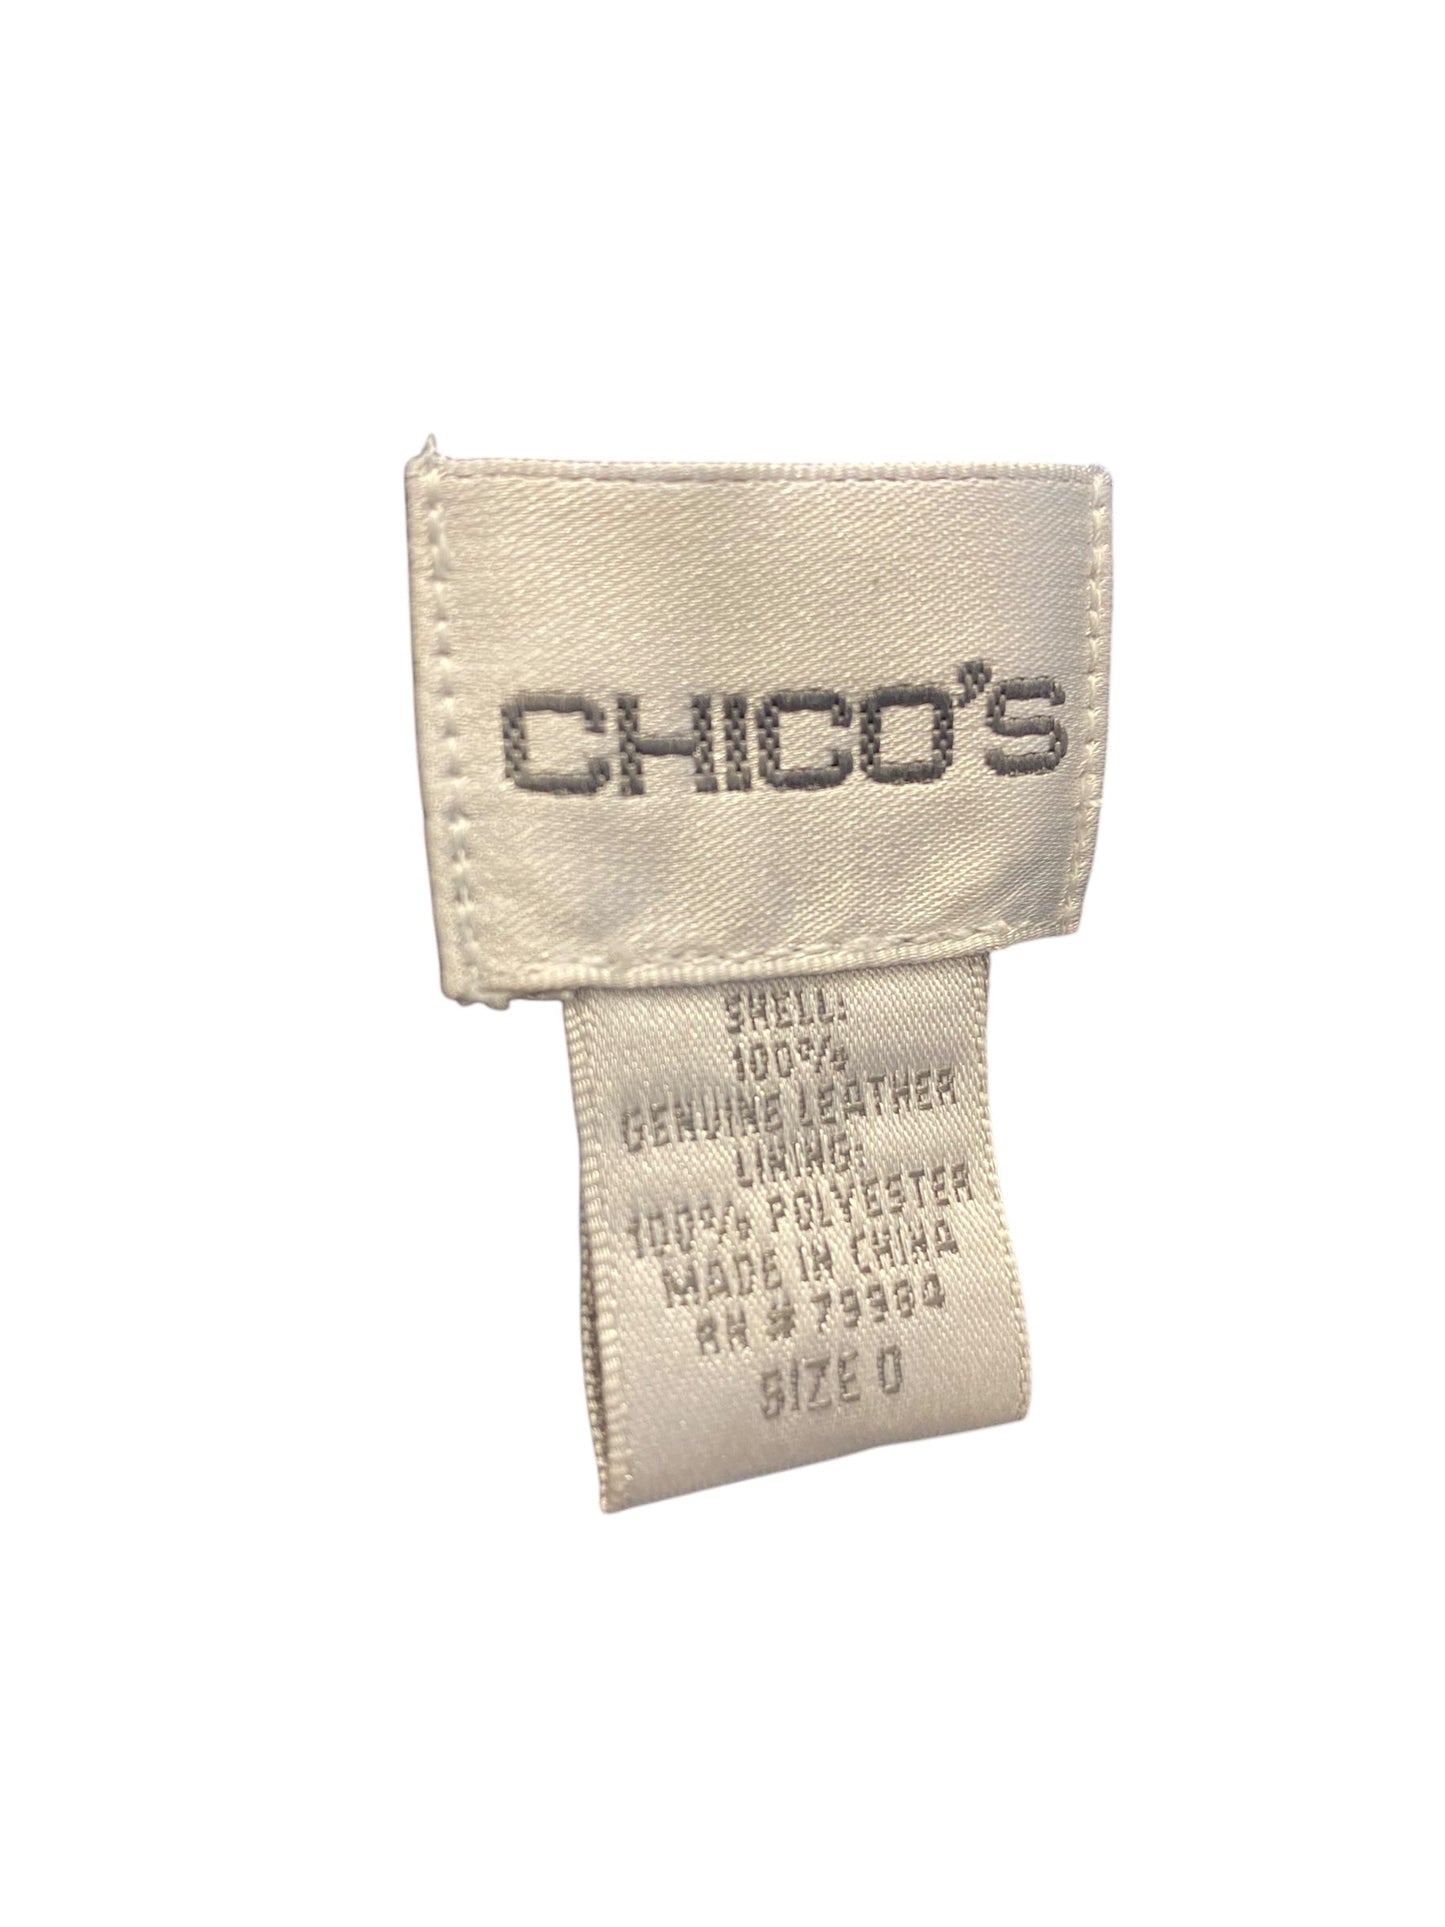 CHICO'S
SHELL:
100%
GENUINE LEATHER
LINING:
100% POLYESTER
MADE IN CHINA
RN # 79984
SIZE 0